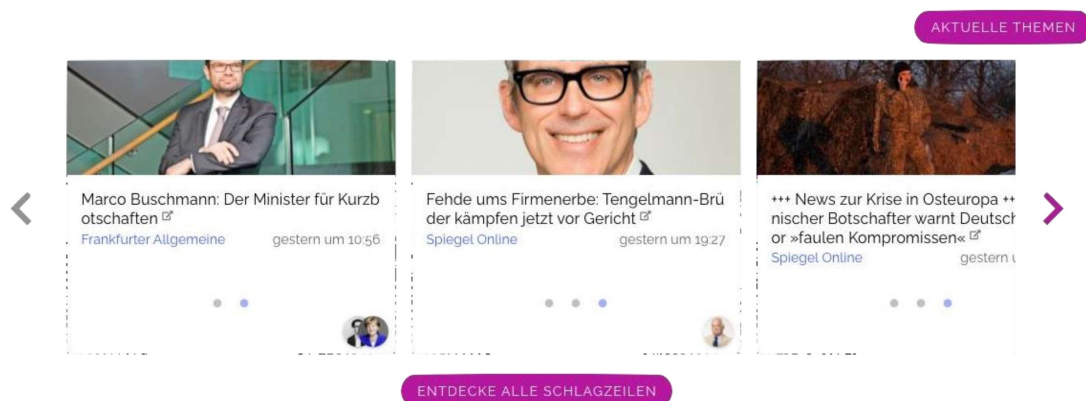 AKTUELLE THEMEN
Marco Buschmann: Der Minister für Kurzb
otschaften
Frankfurter Allgemeine gestern um 10:56
Fehde ums Firmenerbe: Tengelmann-Brü
der kämpfen jetzt vor Gericht
Spiegel Online gestern um 19:27
+++ News zur Krise in Osteuropa ++
nischer Botschafter warnt Deutsch
or »faulen Kompromissen«
Spiegel Online gestern u
ENTDECKE ALLE SCHLAGZEILEN